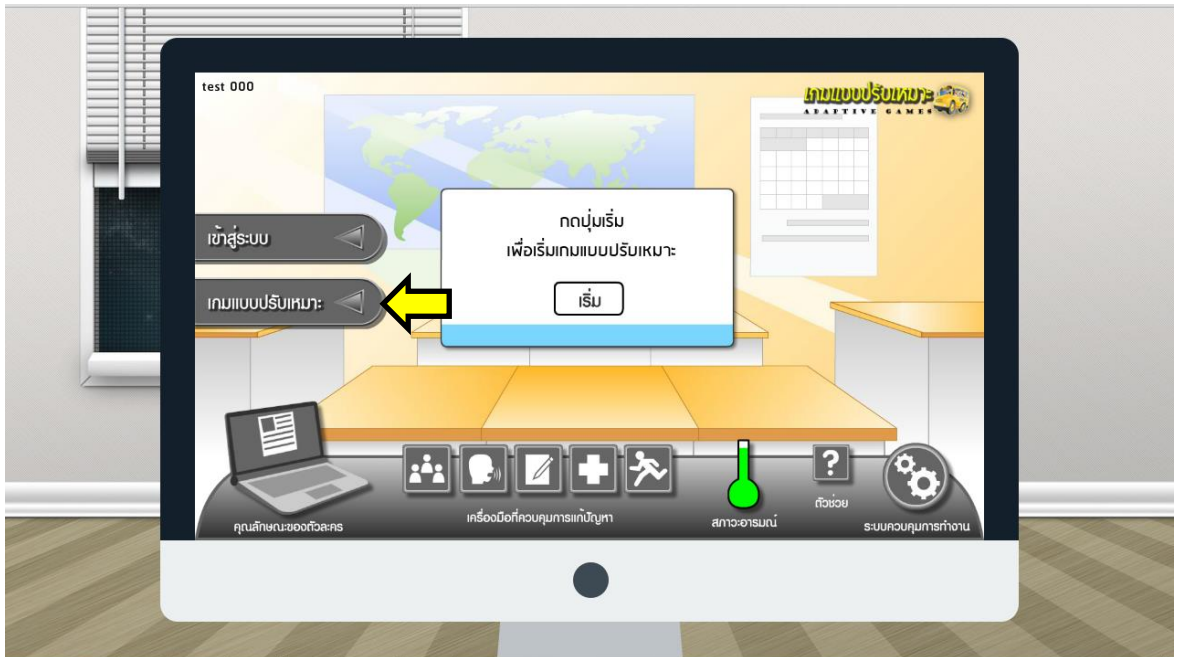 test 000
เกมแบบปรับเหมาะ
ADAPTIVE GAMES
เข้าสู่ระบบ
เกมแบบปรับเหมาะ
กดปุ่มเริ่ม
เพื่อเริ่มเกมแบบปรับเหมาะ
เริ่ม
คุณลักษณะของตัวละคร
เครื่องมือที่ควบคุมการแก้ปัญหา
สภาวะอารมณ์
?
ตัวช่วย
ระบบควบคุมการทำงาน